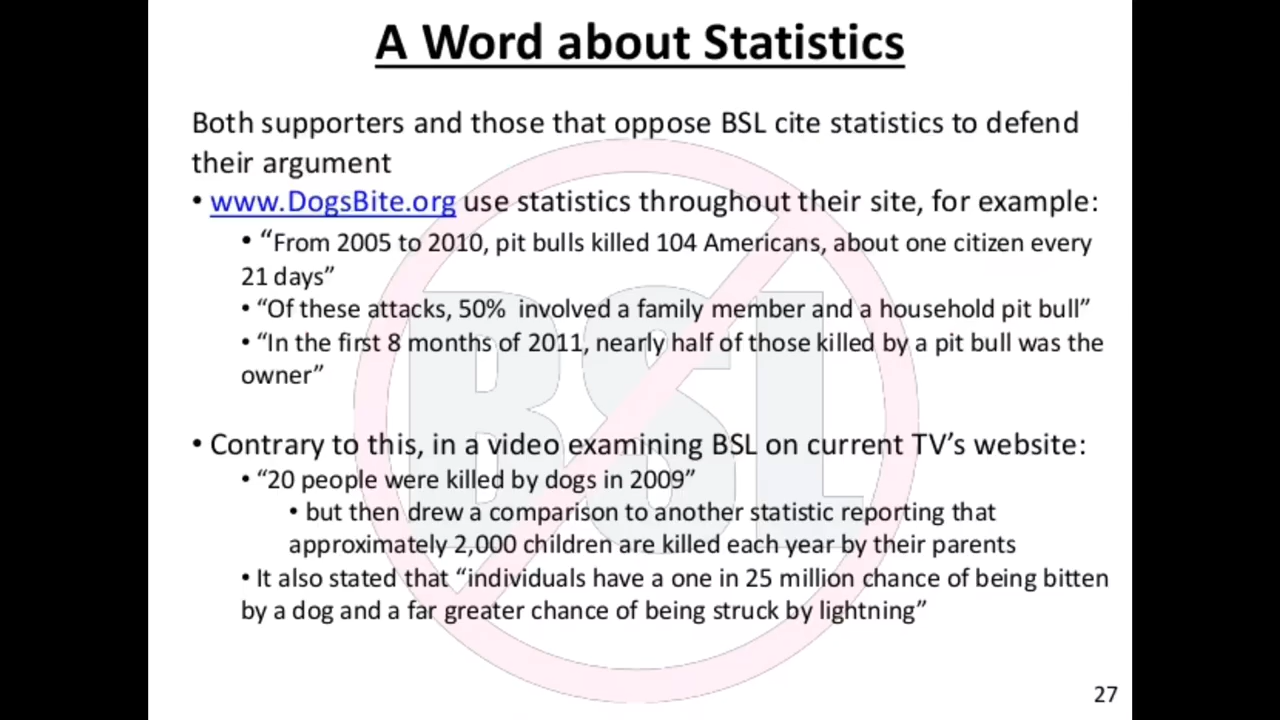 A Word about Statistics
Both supporters and those that oppose BSL cite statistics to defend
their argument
• www.DogsBite.org use statistics throughout their site, for example:
• “From 2005 to 2010, pit bulls killed 104 Americans, about one citizen every
21 days”
• “Of these attacks, 50% involved a family member and a household pit bull”
• “In the first 8 months of 2011, nearly half of those killed by a pit bull was the
owner”
BSL
• Contrary to this, in a video examining BSL on current TV’s website:
• “20 people were killed by dogs in 2009”
• but then drew a comparison to another statistic reporting that
approximately 2,000 children are killed each year by their parents
• It also stated that “individuals have a one in 25 million chance of being bitten
by a dog and a far greater chance of being struck by lightning”
27